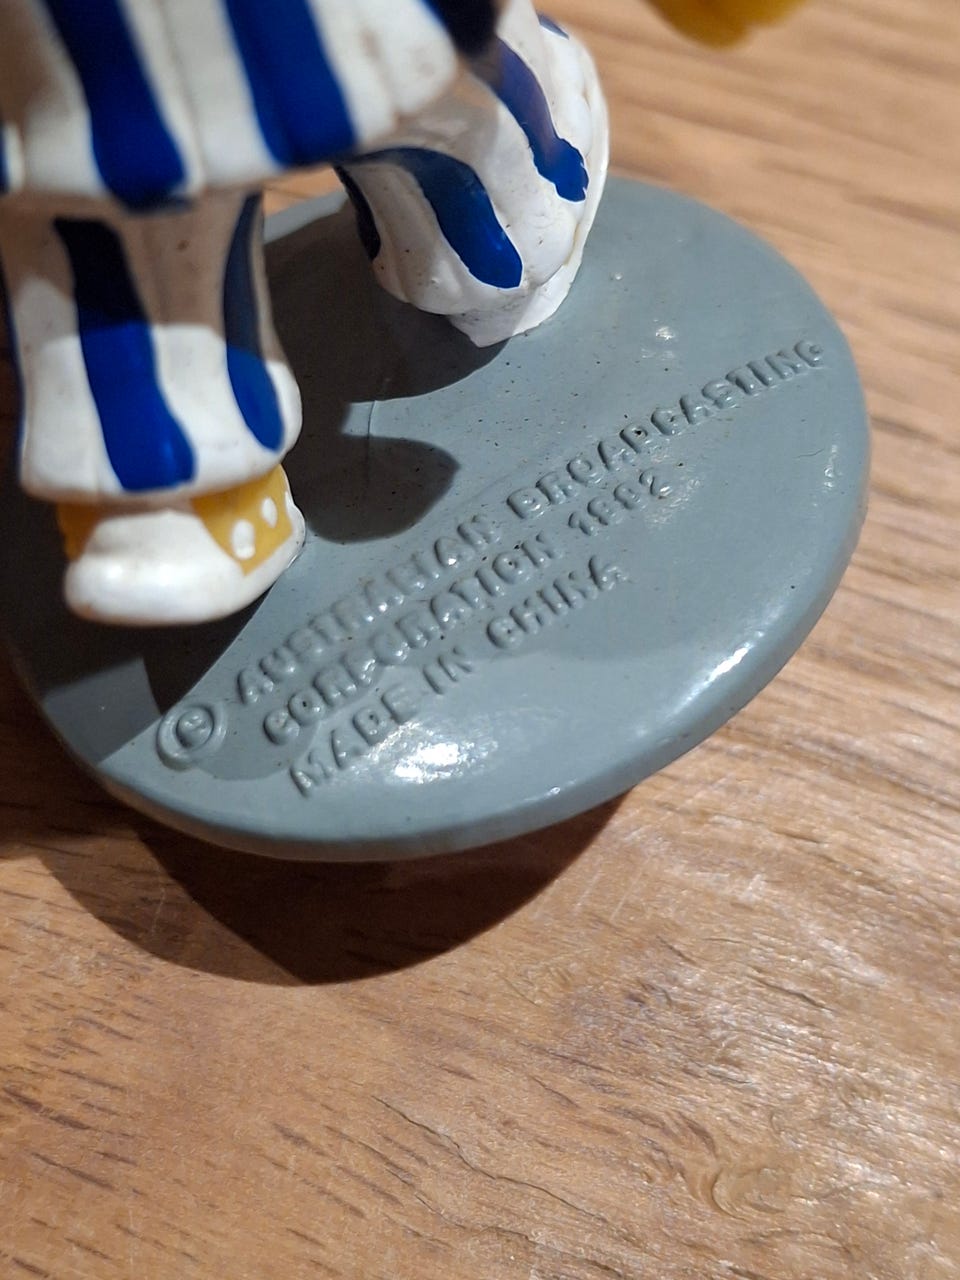 © AUSTRALIAN BROADCASTING
CORPORATION 1992
MADE IN CHINA